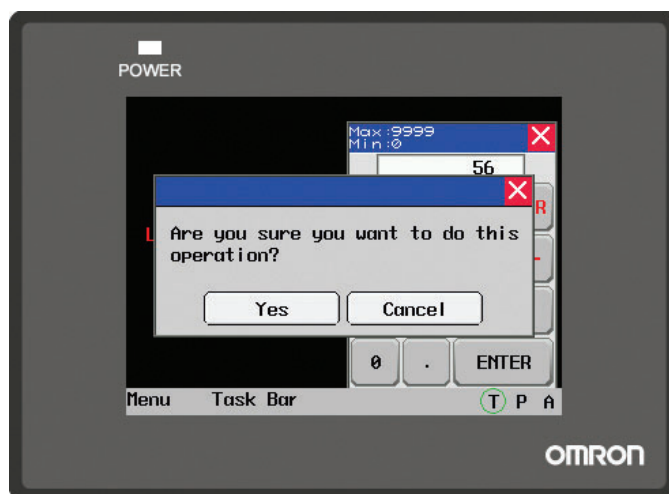 POWER
Max:9999
Min:0
56
R
L
Are you sure you want to do this
operation?
-
Yes
Cancel
0
.
ENTER
Menu
Task Bar
T P A
OMRON